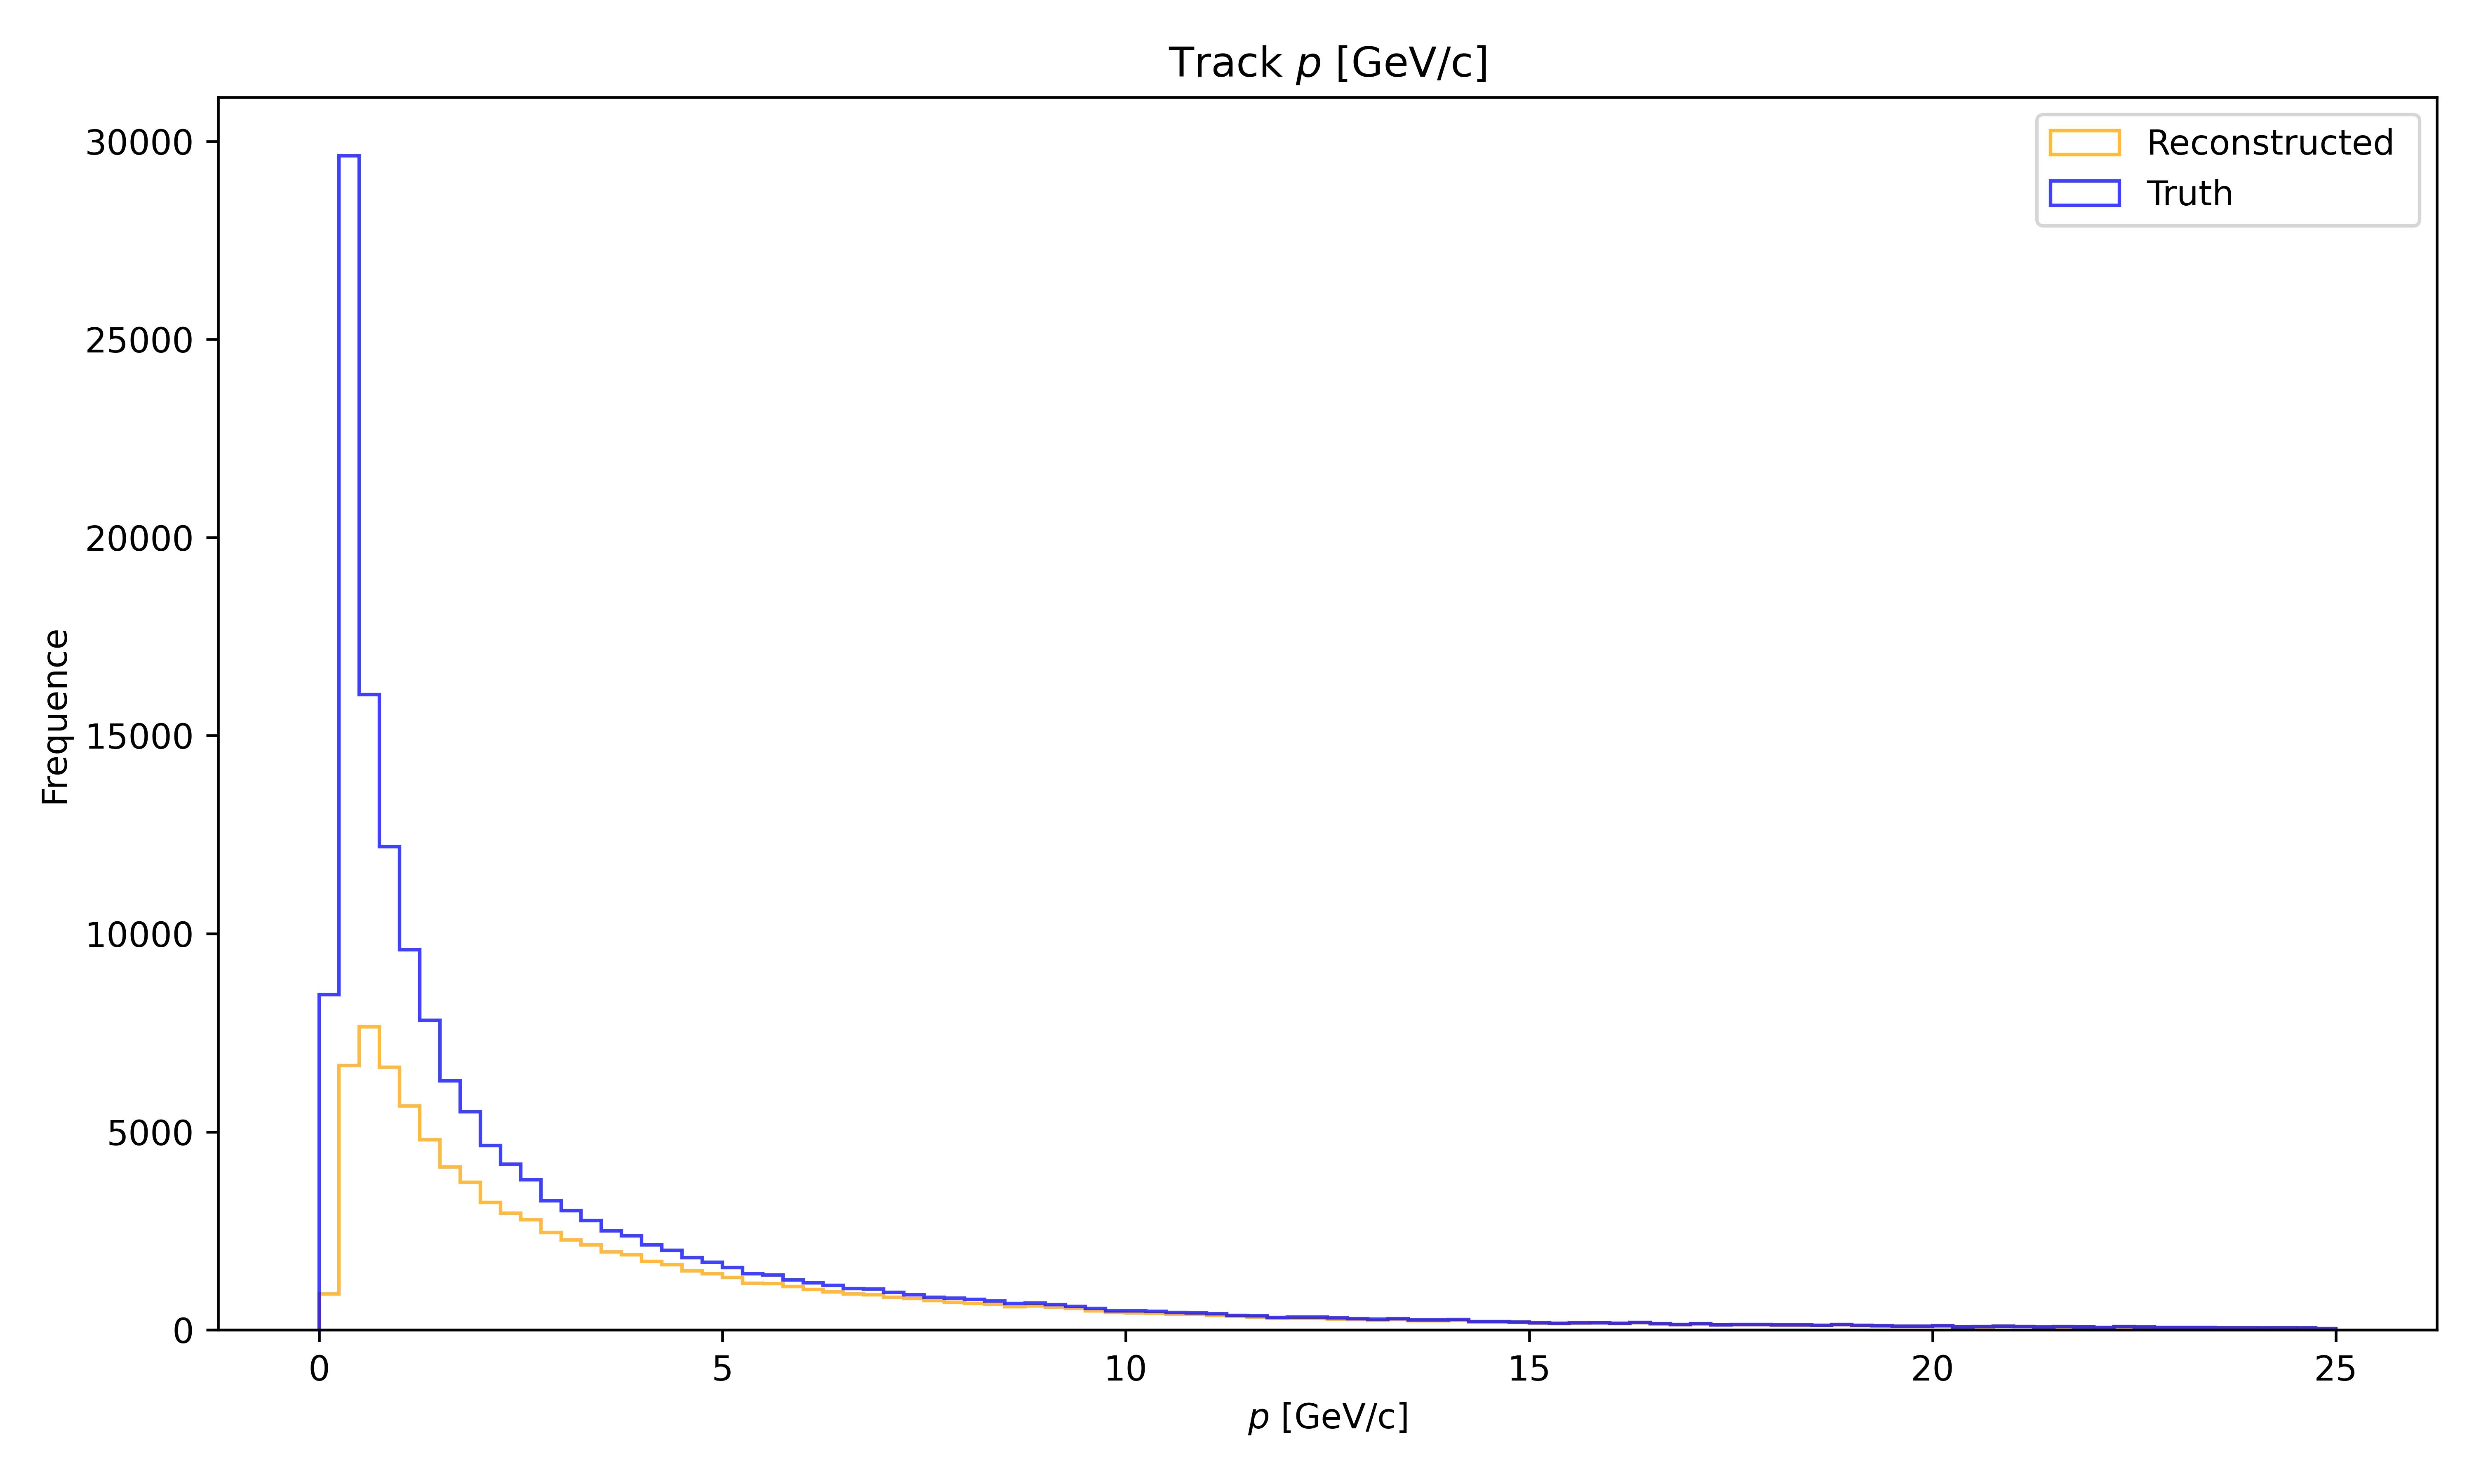 Track p [GeV/c]
Reconstructed
Truth
30000
25000
20000
15000
10000
5000
0
Frequence
0 5 10 15 20 25
p [GeV/c]